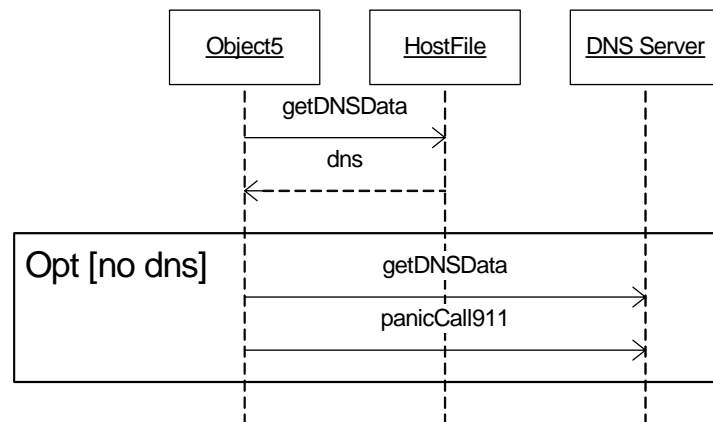 Object5
HostFile
DNS Server
getDNSData
dns
Opt [no dns]
getDNSData
panicCall911